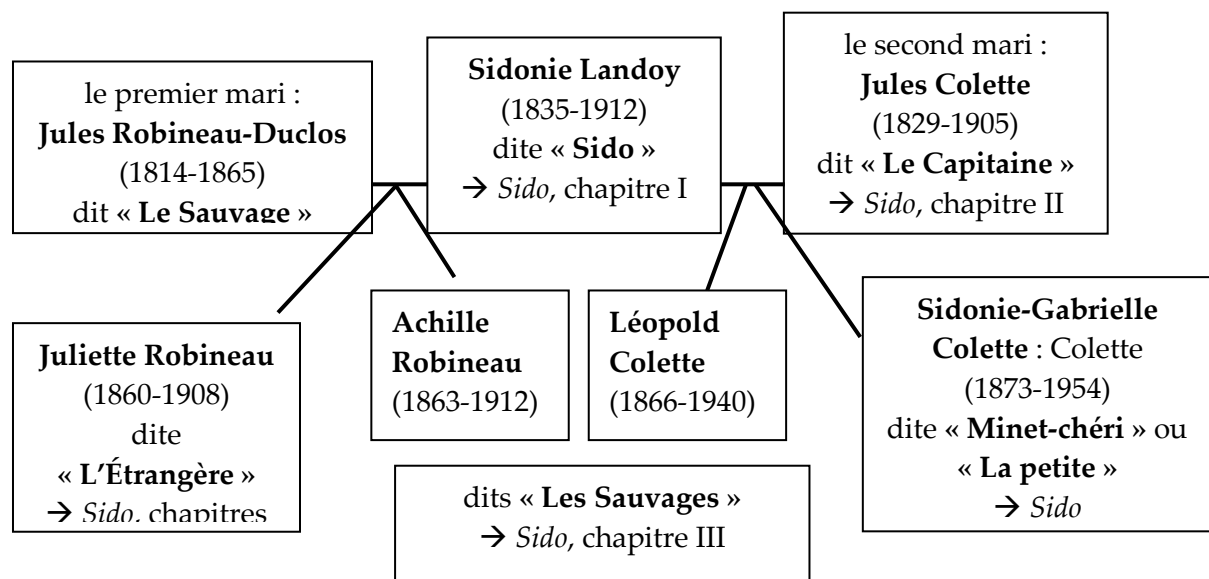 le premier mari :
Jules Robineau-Duclos
(1814-1865)
dit « Le Sauvage »
Sidonie Landoy
(1835-1912)
dite « Sido »
→ Sido, chapitre I
le second mari :
Jules Colette
(1829-1905)
dit « Le Capitaine »
→ Sido, chapitre II
Juliette Robineau
(1860-1908)
dite
« L’Étrangère »
→ Sido, chapitres
Achille
Robineau
(1863-1912)
Léopold
Colette
(1866-1940)
Sidonie-Gabrielle
Colette : Colette
(1873-1954)
dite « Minet-chéri » ou
« La petite »
→ Sido
dits « Les Sauvages »
→ Sido, chapitre III